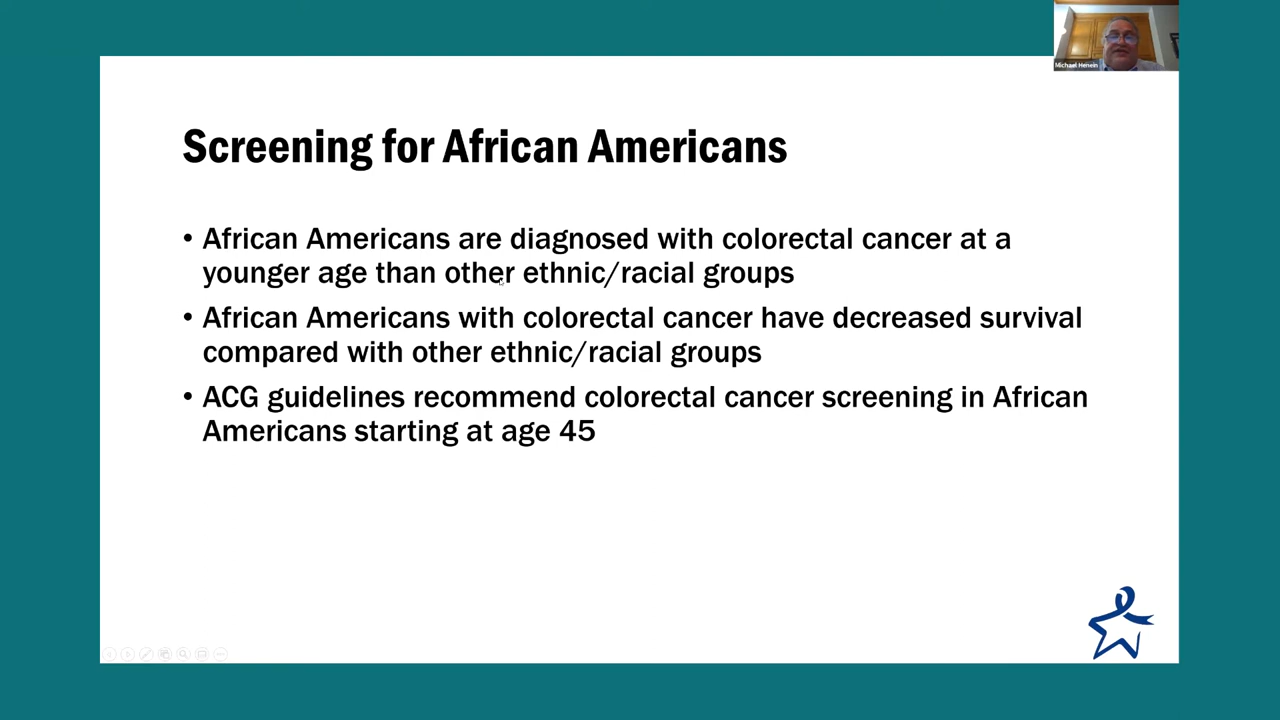 Michael Henein
Screening for African Americans
• African Americans are diagnosed with colorectal cancer at a
younger age than other ethnic/racial groups
• African Americans with colorectal cancer have decreased survival
compared with other ethnic/racial groups
• ACG guidelines recommend colorectal cancer screening in African
Americans starting at age 45